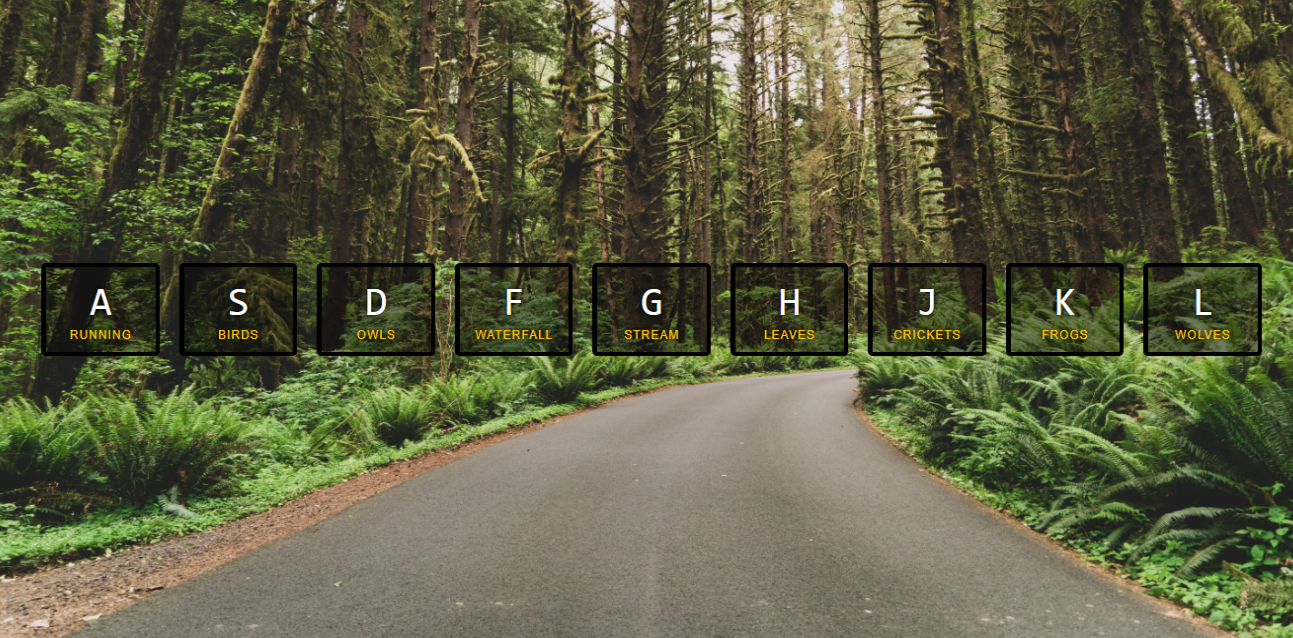 A S D F G H J K L
RUNNING BIRDS OWLS WATERFALL STREAM LEAVES CRICKETS FROGS WOLVES